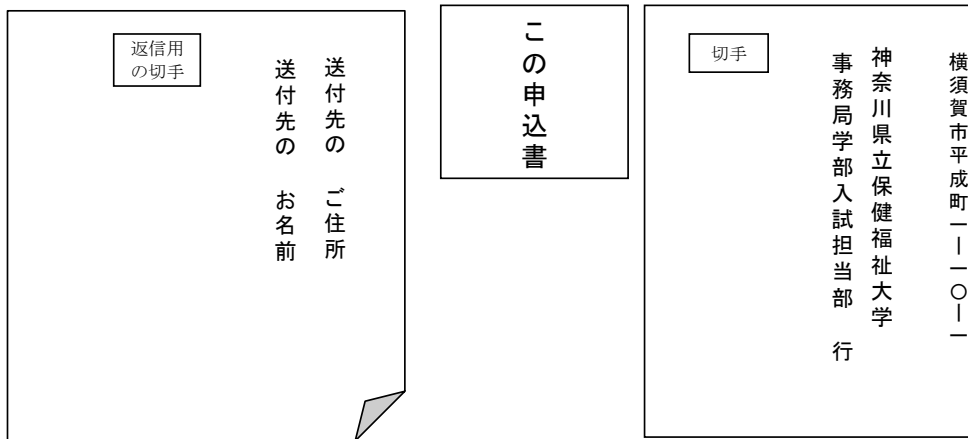 返信用
の切手
送付先の ご住所
送付先の お名前
この申込書
切手
横須賀市平成町一ー一〇ー一
神奈川県立保健福祉大学
事務局学部入試担当部 行